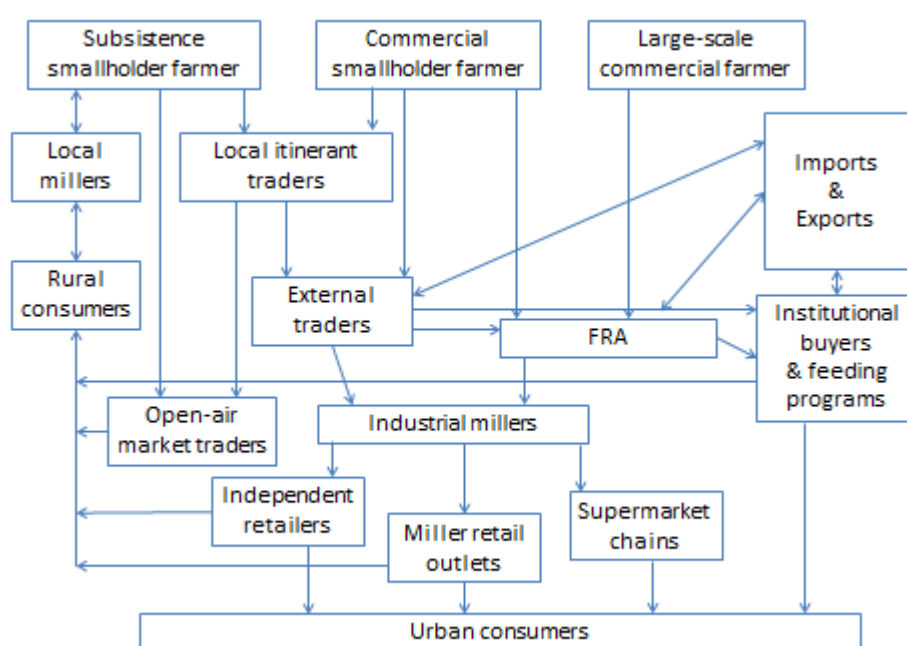 Subsistence
smallholder farmer
Commercial
smallholder farmer
Large-scale
commercial farmer
Local
millers
Local itinerant
traders
Imports
&
Exports
Rural
consumers
External
traders
FRA
Institutional
buyers
& feeding
programs
Open-air
market traders
Industrial millers
Independent
retailers
Miller retail
outlets
Supermarket
chains
Urban consumers